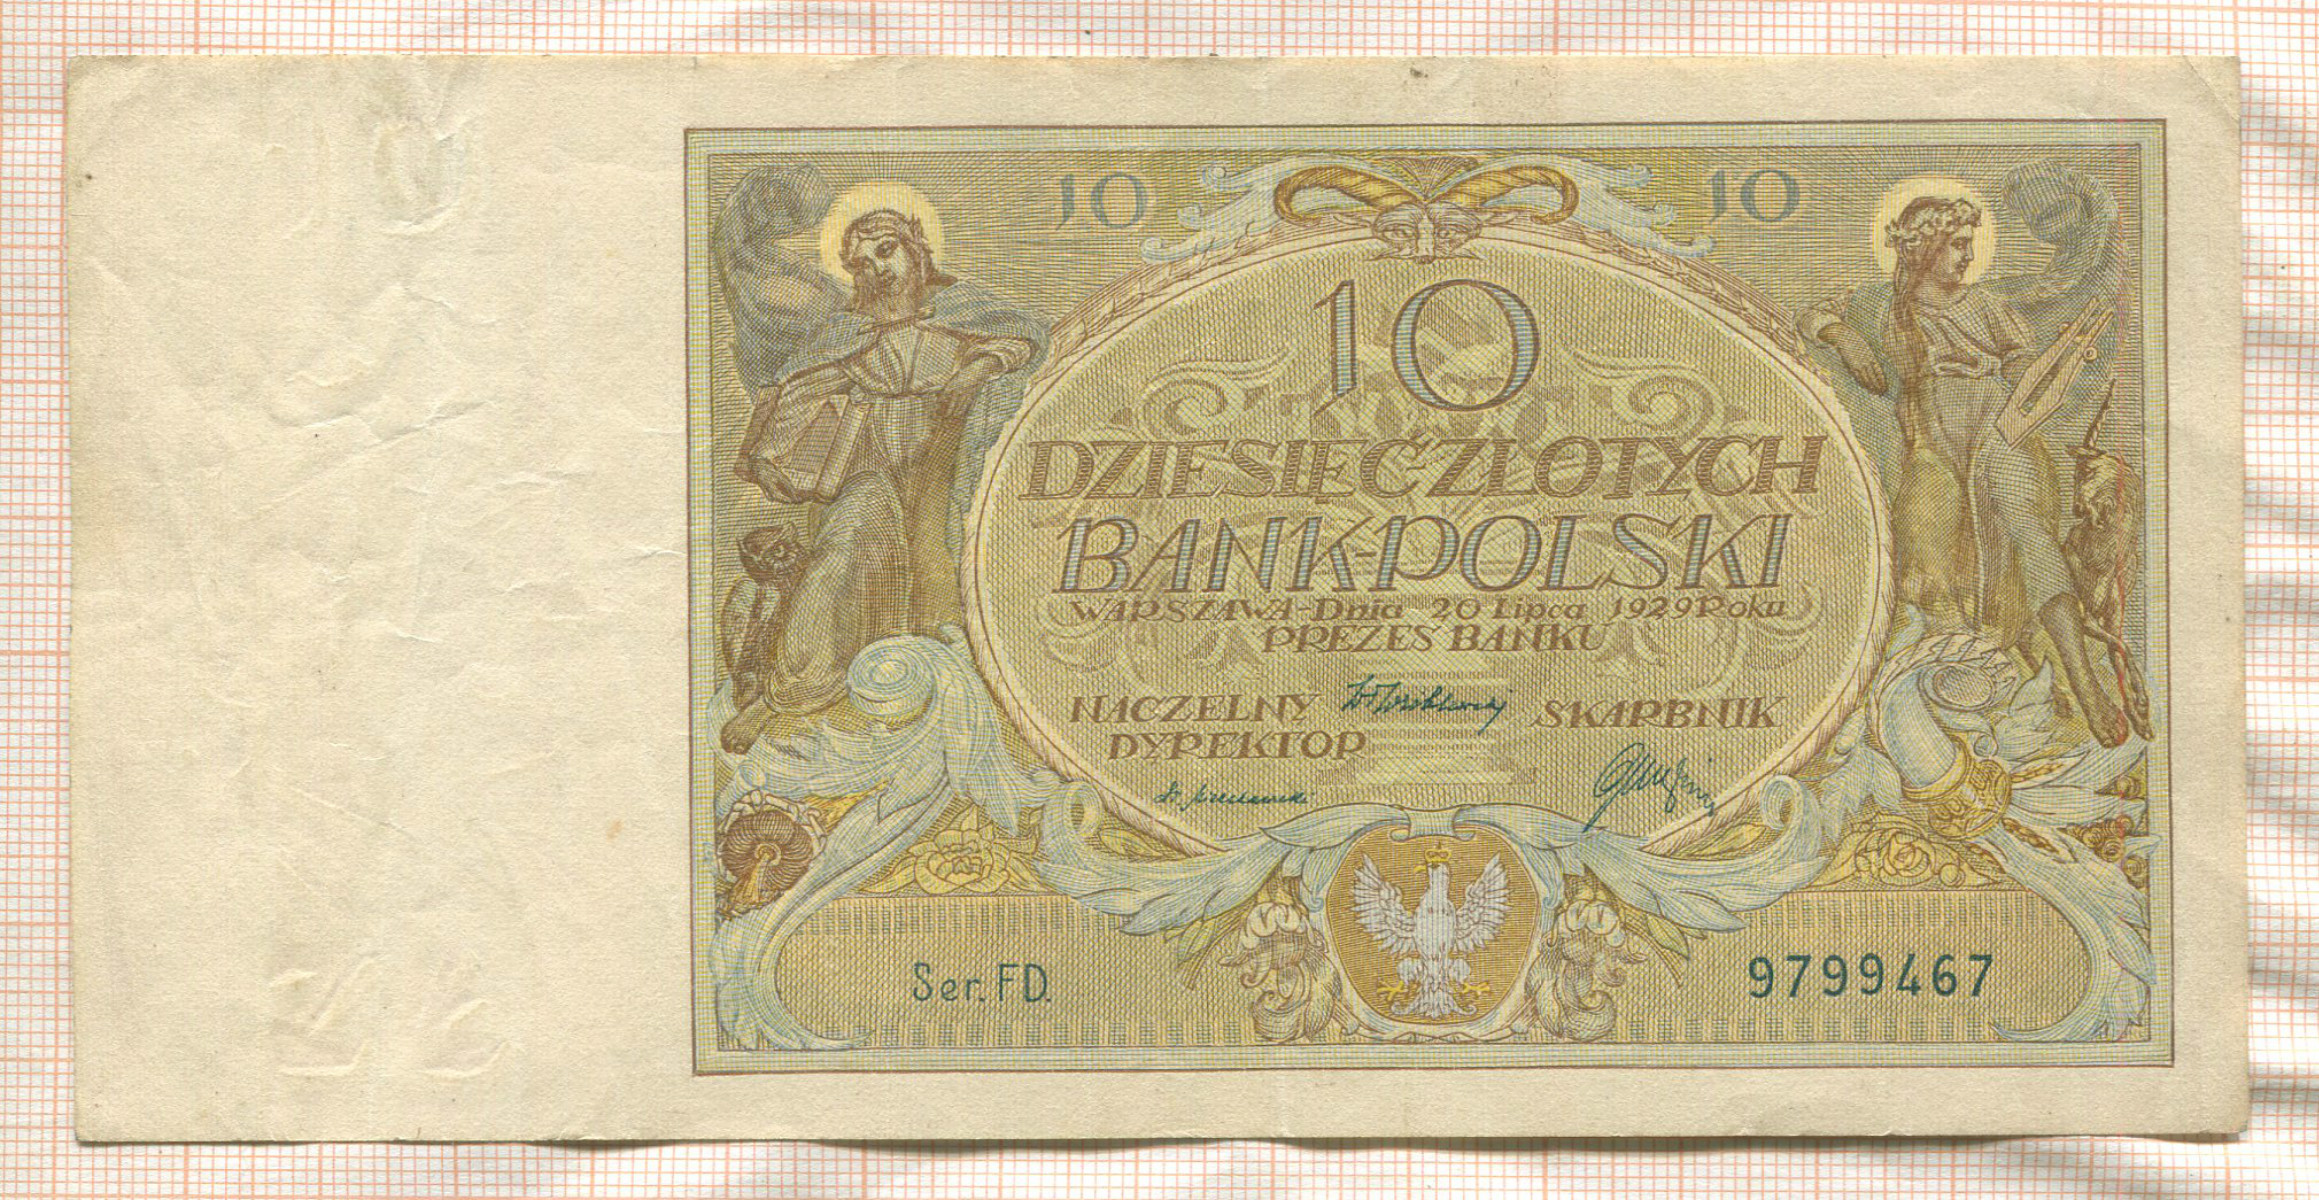 10 10
10
DZIESIĘĆ ZŁOTYCH
BANK-POLSKI
WARSZAWA-Dnia 20 Lipca 1929 Roku
PREZES BANKU
NACZELNY SKARBNIK
DYREKTOR
Ser. FD. 9799467